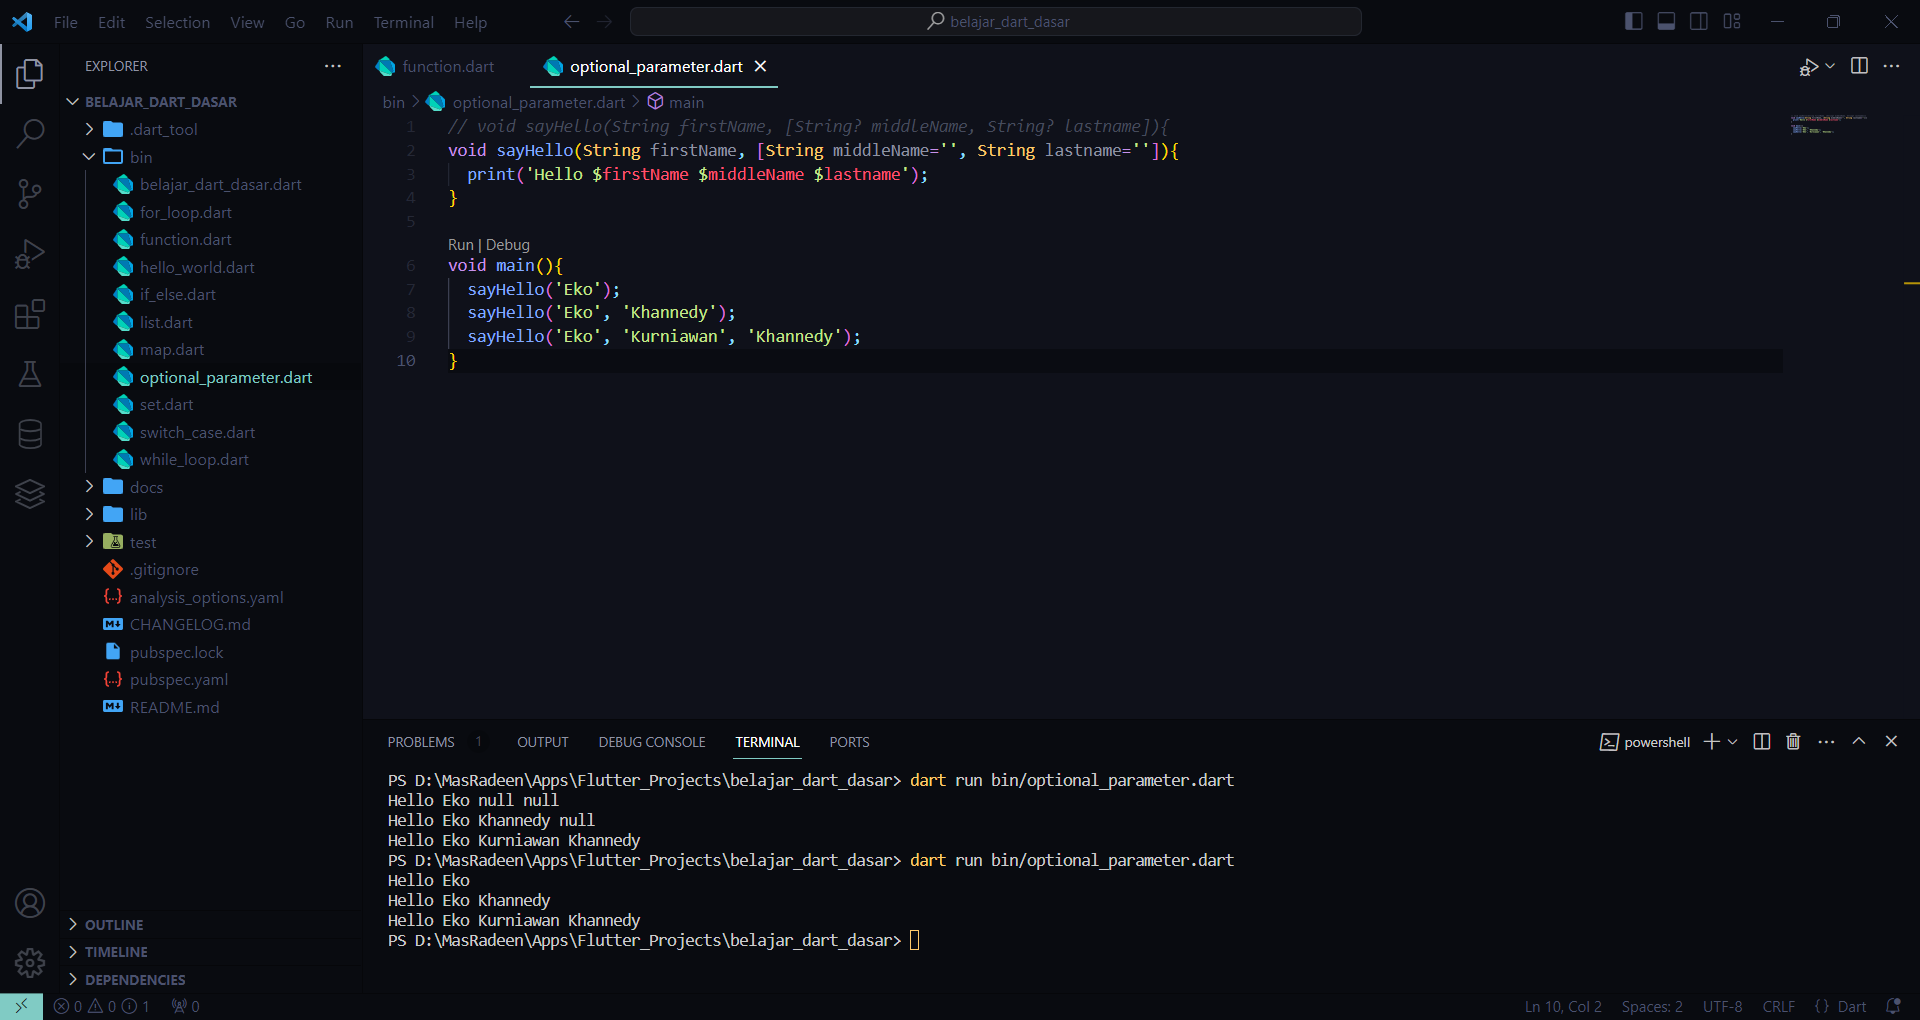 File Edit Selection View Go Run Terminal Help
belajar_dart_dasar
EXPLORER
BELAJAR_DART_DASAR
.dart_tool
bin
belajar_dart_dasar.dart
for_loop.dart
function.dart
hello_world.dart
if_else.dart
list.dart
map.dart
optional_parameter.dart
set.dart
switch_case.dart
while_loop.dart
docs
lib
test
.gitignore
analysis_options.yaml
CHANGELOG.md
pubspec.lock
pubspec.yaml
README.md
OUTLINE
TIMELINE
DEPENDENCIES
function.dart optional_parameter.dart
bin > optional_parameter.dart > main
1 // void sayHello(String firstName, [String? middleName, String? lastname]){
2 void sayHello(String firstName, [String middleName='', String lastname='']){
3 print('Hello $firstName $middleName $lastname');
4 }
5
Run | Debug
6 void main(){
7 sayHello('Eko');
8 sayHello('Eko', 'Khannedy');
9 sayHello('Eko', 'Kurniawan', 'Khannedy');
10 }
PROBLEMS 1 OUTPUT DEBUG CONSOLE TERMINAL PORTS
powershell
PS D:\MasRadeen\Apps\Flutter_Projects\belajar_dart_dasar> dart run bin/optional_parameter.dart
Hello Eko null null
Hello Eko Khannedy null
Hello Eko Kurniawan Khannedy
PS D:\MasRadeen\Apps\Flutter_Projects\belajar_dart_dasar> dart run bin/optional_parameter.dart
Hello Eko
Hello Eko Khannedy
Hello Eko Kurniawan Khannedy
PS D:\MasRadeen\Apps\Flutter_Projects\belajar_dart_dasar>
0 0 1 0
Ln 10, Col 2 Spaces: 2 UTF-8 CRLF {} Dart